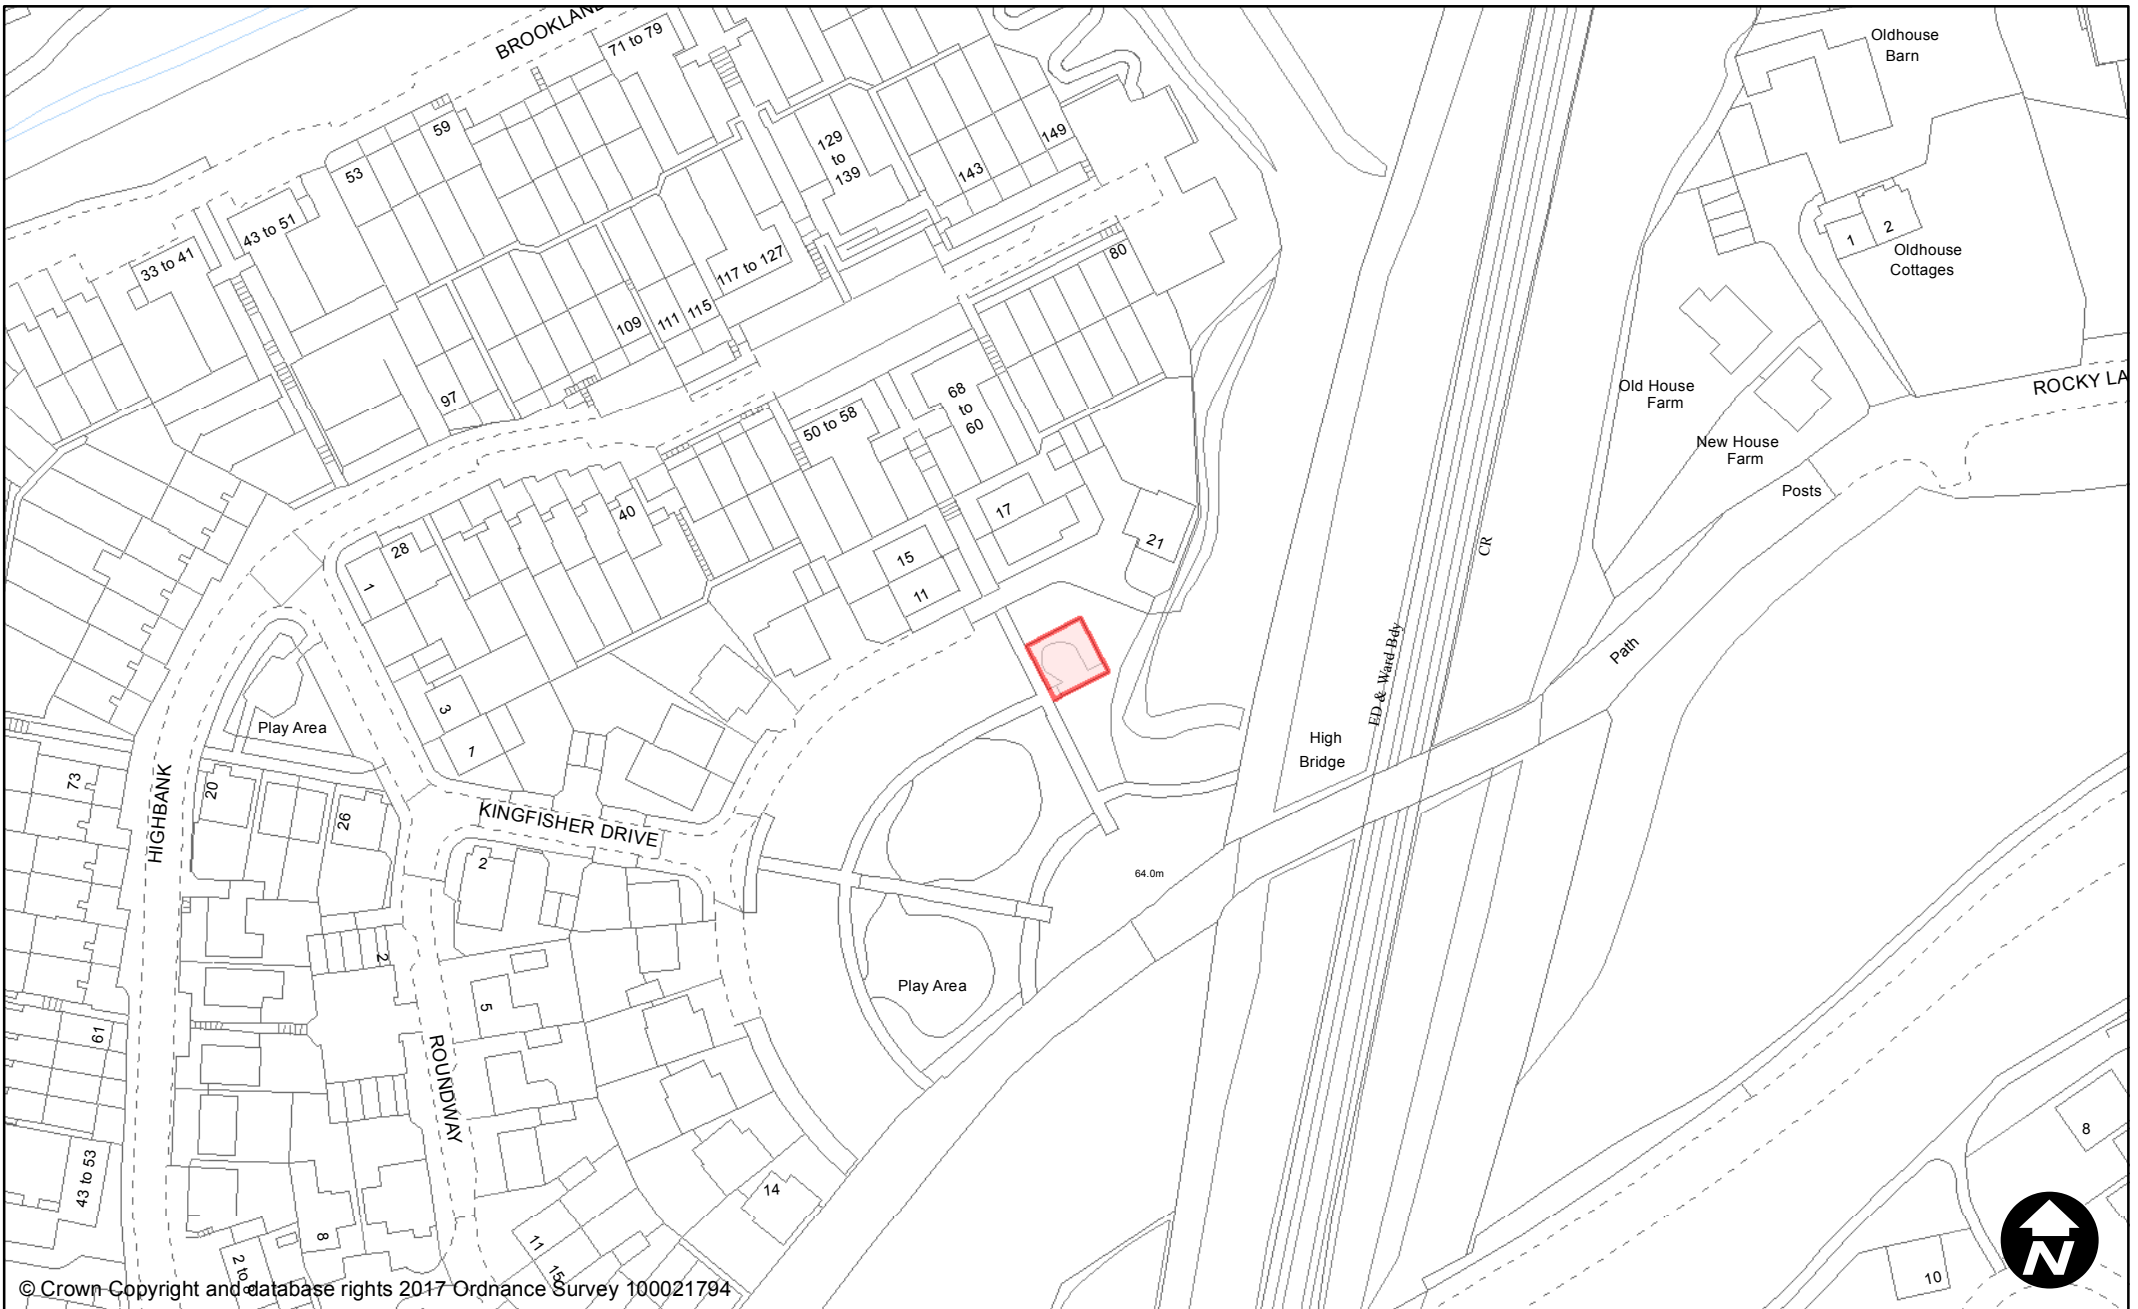 BROOKLAN
71 to 79
Oldhouse
Barn
59
53
129
to
139
149
143
43 to 51
33 to 41
117 to 127
80
1
2
Oldhouse
Cottages
109
111
115
97
68
to
60
50 to 58
Old House
Farm
ROCKY LA
New House
Farm
Posts
17
40
21
28
1
15
11
CR
ED & Ward Bdy
Path
3
1
Play Area
High
Bridge
73
HIGHBANK
20
26
KINGFISHER DRIVE
2
64.0m
2
5
Play Area
61
ROUNDWAY
43 to 53
14
8
8
11
15
2 to
10
N
© Crown Copyright and database rights 2017 Ordnance Survey 100021794